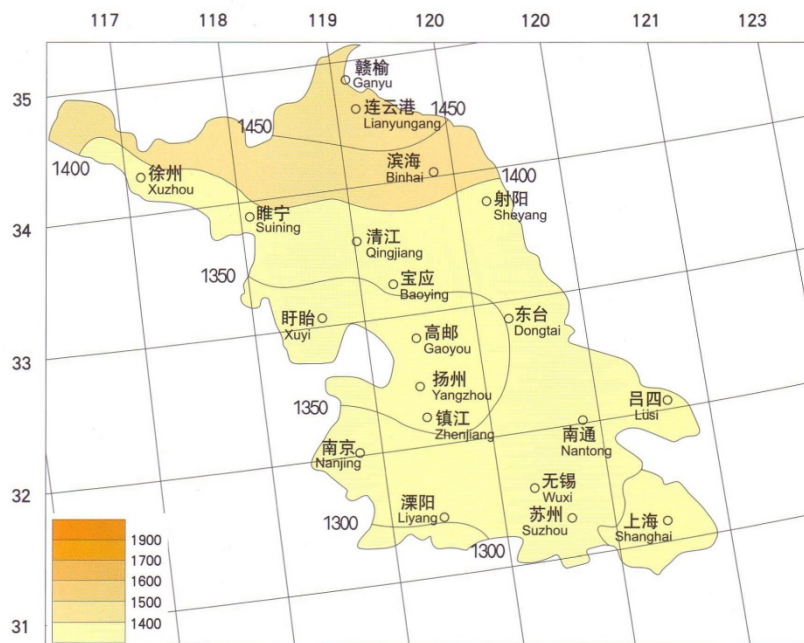 117 118 119 120 120 121 123
35
34
33
32
31
赣榆
Ganyu
连云港
Lianyungang
1450
1450
滨海
Binhai
1400
1400
徐州
Xuzhou
射阳
Sheyang
睢宁
Suining
清江
Qingjiang
1350
宝应
Baoying
盱眙
Xuyi
东台
Dongtai
高邮
Gaoyou
扬州
Yangzhou
1350
镇江
Zhenjiang
吕四
Lüsi
南通
Nantong
南京
Nanjing
无锡
Wuxi
溧阳
Liyang
苏州
Suzhou
上海
Shanghai
1300
1300
1900
1700
1600
1500
1400